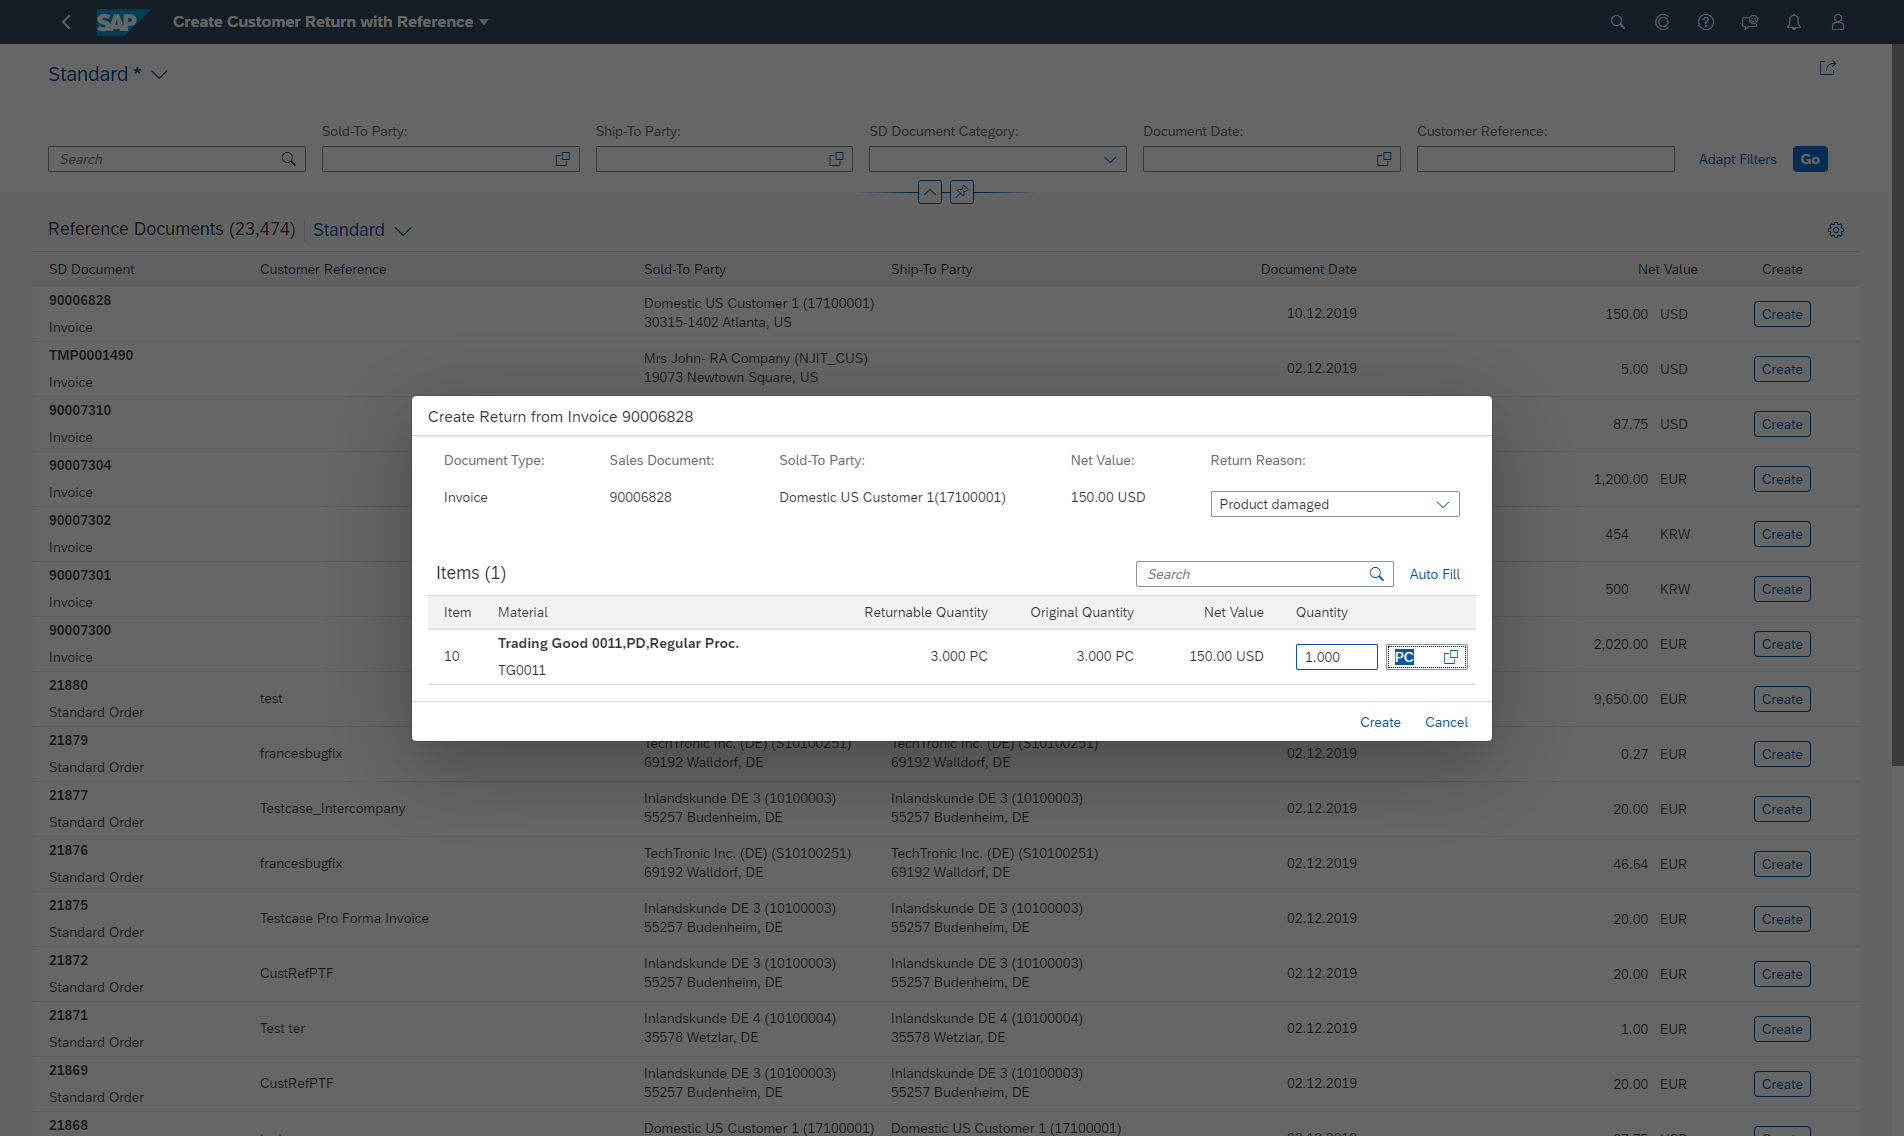 SAP
Create Customer Return with Reference
Standard *
Sold-To Party:
Ship-To Party:
SD Document Category:
Document Date:
Customer Reference:
Search
Adapt Filters
Go
Reference Documents (23,474)
Standard
SD Document
Customer Reference
Sold-To Party
Ship-To Party
Document Date
Net Value
Create
90006828
Invoice
Domestic US Customer 1 (17100001)
30315-1402 Atlanta, US
10.12.2019
150.00 USD
Create
TMP0001490
Invoice
Mrs John- RA Company (NJIT_CUS)
19073 Newtown Square, US
02.12.2019
5.00 USD
Create
90007310
Invoice
87.75 USD
Create
90007304
Invoice
1,200.00 EUR
Create
90007302
Invoice
454 KRW
Create
90007301
Invoice
500 KRW
Create
90007300
Invoice
2,020.00 EUR
Create
21880
Standard Order
test
9,650.00 EUR
Create
Create Return from Invoice 90006828
Document Type:
Sales Document:
Sold-To Party:
Net Value:
Return Reason:
Invoice
90006828
Domestic US Customer 1(17100001)
150.00 USD
Product damaged
Items (1)
Search
Auto Fill
Item
Material
Returnable Quantity
Original Quantity
Net Value
Quantity
10
Trading Good 0011,PD,Regular Proc.
TG0011
3.000 PC
3.000 PC
150.00 USD
1.000
PC
Create
Cancel
21879
Standard Order
francesbugfix
TechTronic Inc. (DE) (S10100251)
69192 Walldorf, DE
TechTronic Inc. (DE) (S10100251)
69192 Walldorf, DE
02.12.2019
0.27 EUR
Create
21877
Standard Order
Testcase_Intercompany
Inlandskunde DE 3 (10100003)
55257 Budenheim, DE
Inlandskunde DE 3 (10100003)
55257 Budenheim, DE
02.12.2019
20.00 EUR
Create
21876
Standard Order
francesbugfix
TechTronic Inc. (DE) (S10100251)
69192 Walldorf, DE
TechTronic Inc. (DE) (S10100251)
69192 Walldorf, DE
02.12.2019
46.64 EUR
Create
21875
Standard Order
Testcase Pro Forma Invoice
Inlandskunde DE 3 (10100003)
55257 Budenheim, DE
Inlandskunde DE 3 (10100003)
55257 Budenheim, DE
02.12.2019
20.00 EUR
Create
21872
Standard Order
CustRefPTF
Inlandskunde DE 3 (10100003)
55257 Budenheim, DE
Inlandskunde DE 3 (10100003)
55257 Budenheim, DE
02.12.2019
20.00 EUR
Create
21871
Standard Order
Test ter
Inlandskunde DE 4 (10100004)
35578 Wetzlar, DE
Inlandskunde DE 4 (10100004)
35578 Wetzlar, DE
02.12.2019
1.00 EUR
Create
21869
Standard Order
CustRefPTF
Inlandskunde DE 3 (10100003)
55257 Budenheim, DE
Inlandskunde DE 3 (10100003)
55257 Budenheim, DE
02.12.2019
20.00 EUR
Create
21868
Domestic US Customer 1 (17100001)
Domestic US Customer 1 (17100001)